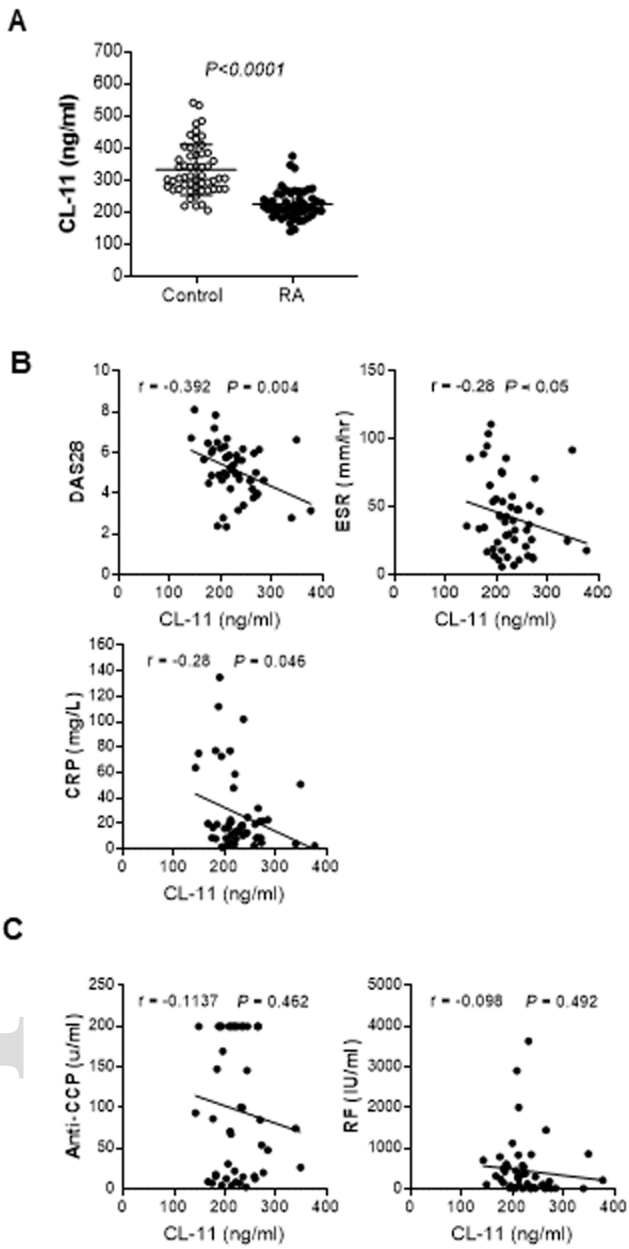 A
P<0.0001
CL-11 (ng/ml)
700
600
500
400
300
200
100
0
Control RA
B
r = -0.392 P = 0.004
DAS28
10
8
6
4
2
0
0 100 200 300 400
CL-11 (ng/ml)
r = -0.28 P < 0.05
ESR (mm/hr)
150
100
50
0
0 100 200 300 400
CL-11 (ng/ml)
r = -0.28 P = 0.046
CRP (mg/L)
160
140
120
100
80
60
40
20
0
0 100 200 300 400
CL-11 (ng/ml)
C
r = -0.1137 P = 0.462
Anti-CCP (u/ml)
250
200
150
100
50
0
0 100 200 300 400
CL-11 (ng/ml)
r = -0.098 P = 0.492
RF (IU/ml)
5000
4000
3000
2000
1000
0
0 100 200 300 400
CL-11 (ng/ml)